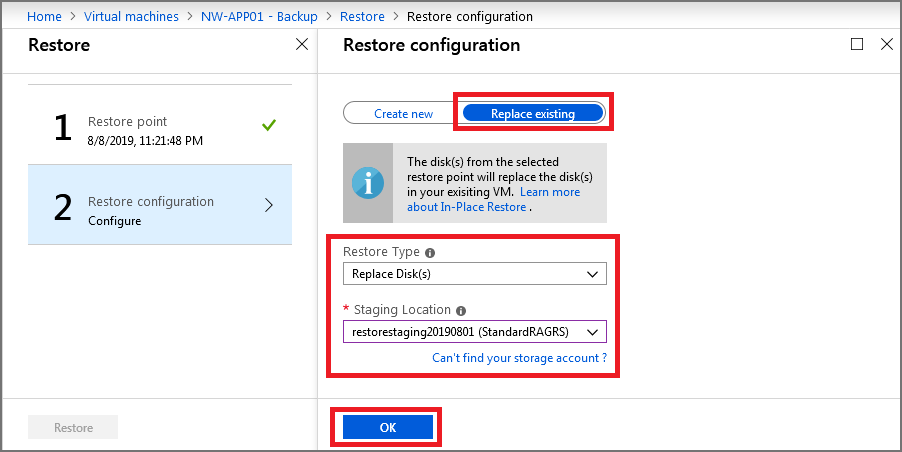 Home > Virtual machines > NW-APP01 - Backup > Restore > Restore configuration
Restore
1
Restore point
8/8/2019, 11:21:48 PM
2
Restore configuration
Configure
Restore
Restore configuration
Create new
Replace existing
The disk(s) from the selected
restore point will replace the disk(s)
in your exisiting VM. Learn more
about In-Place Restore .
Restore Type
Replace Disk(s)
* Staging Location
restorestaging20190801 (StandardRAGRS)
Can't find your storage account ?
OK